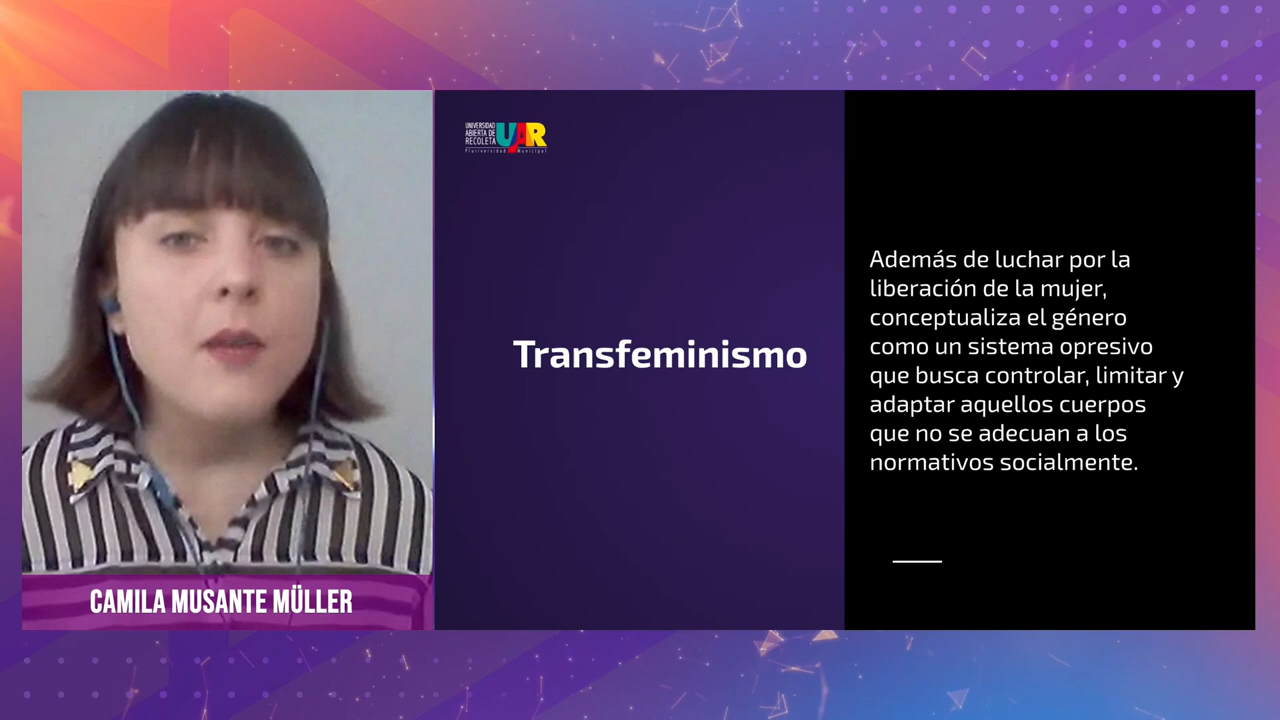 UNIVERSIDAD
ABIERTA DE
RECOLETA
UAR
Pluriversidad Municipal
Transfeminismo
Además de luchar por la
liberación de la mujer,
conceptualiza el género
como un sistema opresivo
que busca controlar, limitar y
adaptar aquellos cuerpos
que no se adecuan a los
normativos socialmente.
CAMILA MUSANTE MÜLLER